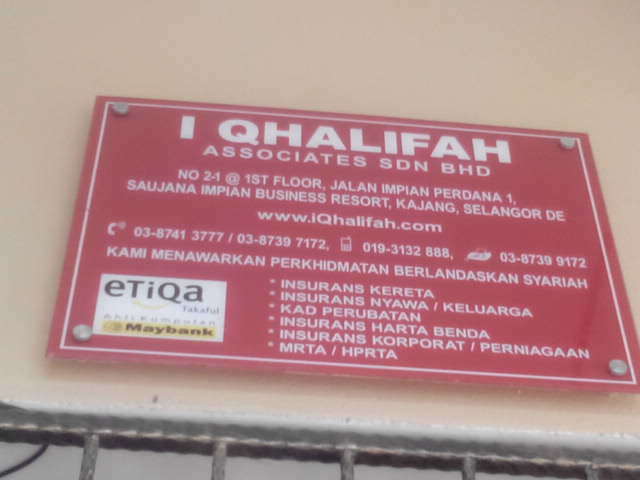 I QHALIFAH
ASSOCIATES SDN BHD
NO 2-1 @ 1ST FLOOR, JALAN IMPIAN PERDANA 1,
SAUJANA IMPIAN BUSINESS RESORT, KAJANG, SELANGOR DE
www.iQhalifah.com
03-8741 3777 / 03-8739 7172, 019-3132 888, 03-8739 9172
KAMI MENAWARKAN PERKHIDMATAN BERLANDASKAN SYARIAH
eTiQa
Takaful
Ahli Kumpulan
Maybank
* INSURANS KERETA
* INSURANS NYAWA / KELUARGA
* KAD PERUBATAN
* INSURANS HARTA BENDA
* INSURANS KORPORAT / PERNIAGAAN
* MRTA / HPRTA